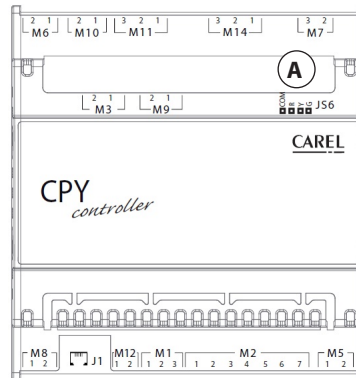 2 1 2 1 3 2 1 3 2 1 3 2
M6 M10 M11 M14 M7
A
2 1 2 1
M3 M9
COM R Y G JS6
CAREL
CPY
controller
M8 J1 M12 M1 M2 M5
1 2 1 2 1 2 3 1 2 3 4 5 6 7 1 2